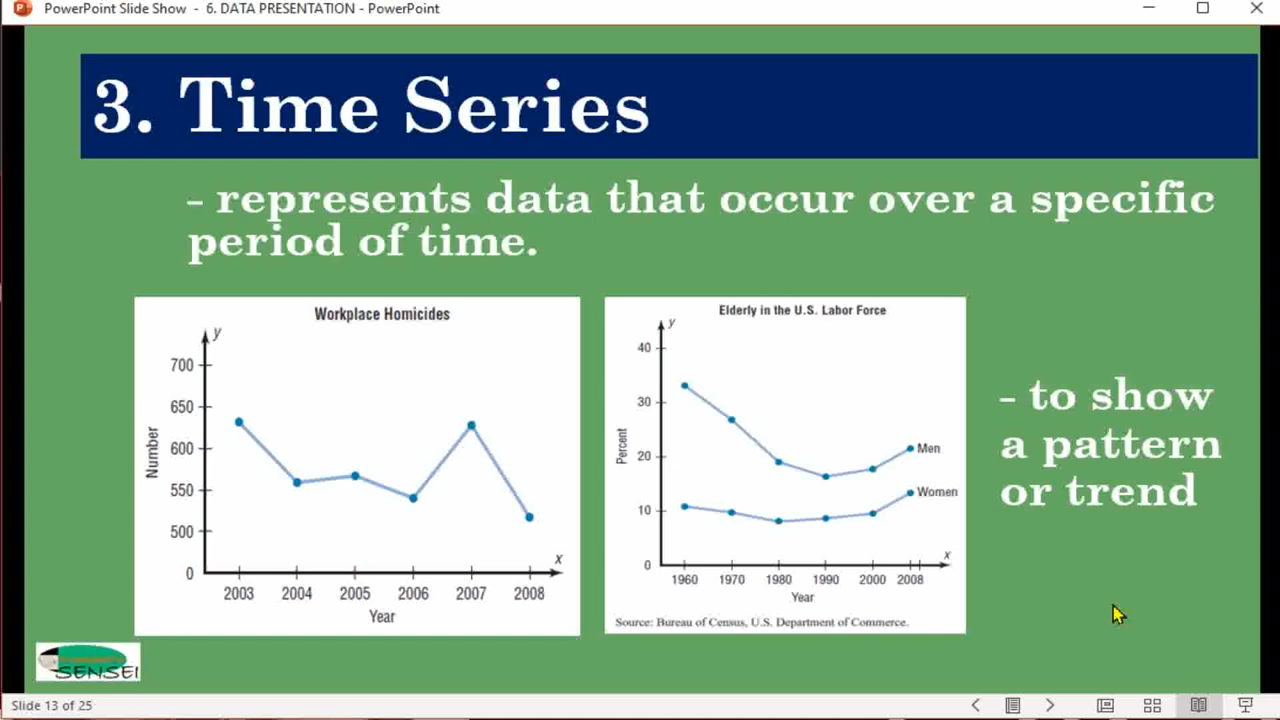 PowerPoint Slide Show - 6. DATA PRESENTATION - PowerPoint
3. Time Series
- represents data that occur over a specific
period of time.
Workplace Homicides
y
700
650
600
550
500
0
Number
x
2003 2004 2005 2006 2007 2008
Year
Elderly in the U.S. Labor Force
y
40
30
20
10
0
Percent
Men
Women
x
1960 1970 1980 1990 2000 2008
Year
Source: Bureau of Census, U.S. Department of Commerce.
- to show
a pattern
or trend
SENSEI
Slide 13 of 25